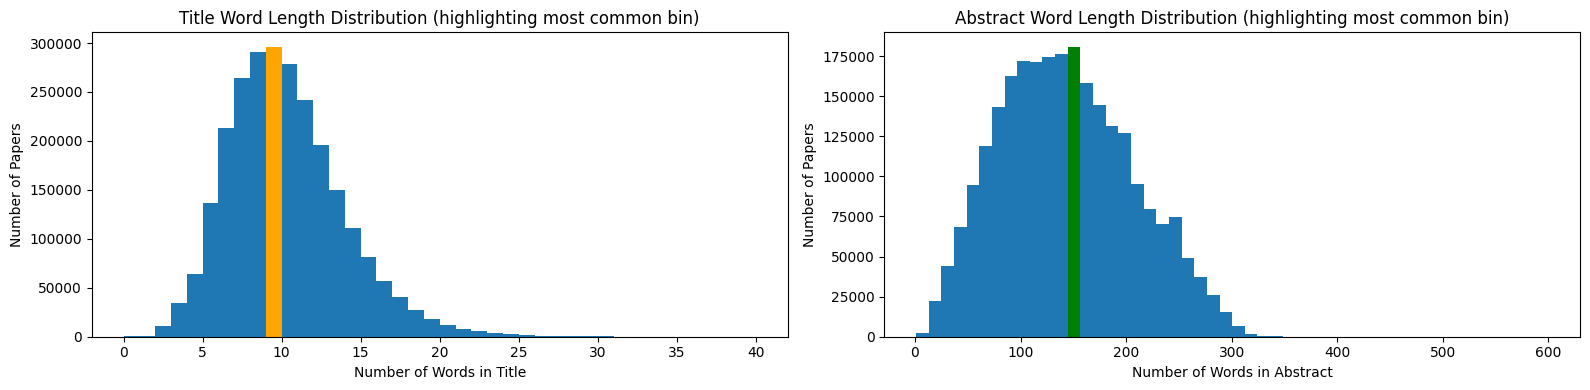 Title Word Length Distribution (highlighting most common bin)
300000
250000
200000
150000
100000
50000
0
Number of Papers
0 5 10 15 20 25 30 35 40
Number of Words in Title
Abstract Word Length Distribution (highlighting most common bin)
175000
150000
125000
100000
75000
50000
25000
0
Number of Papers
0 100 200 300 400 500 600
Number of Words in Abstract